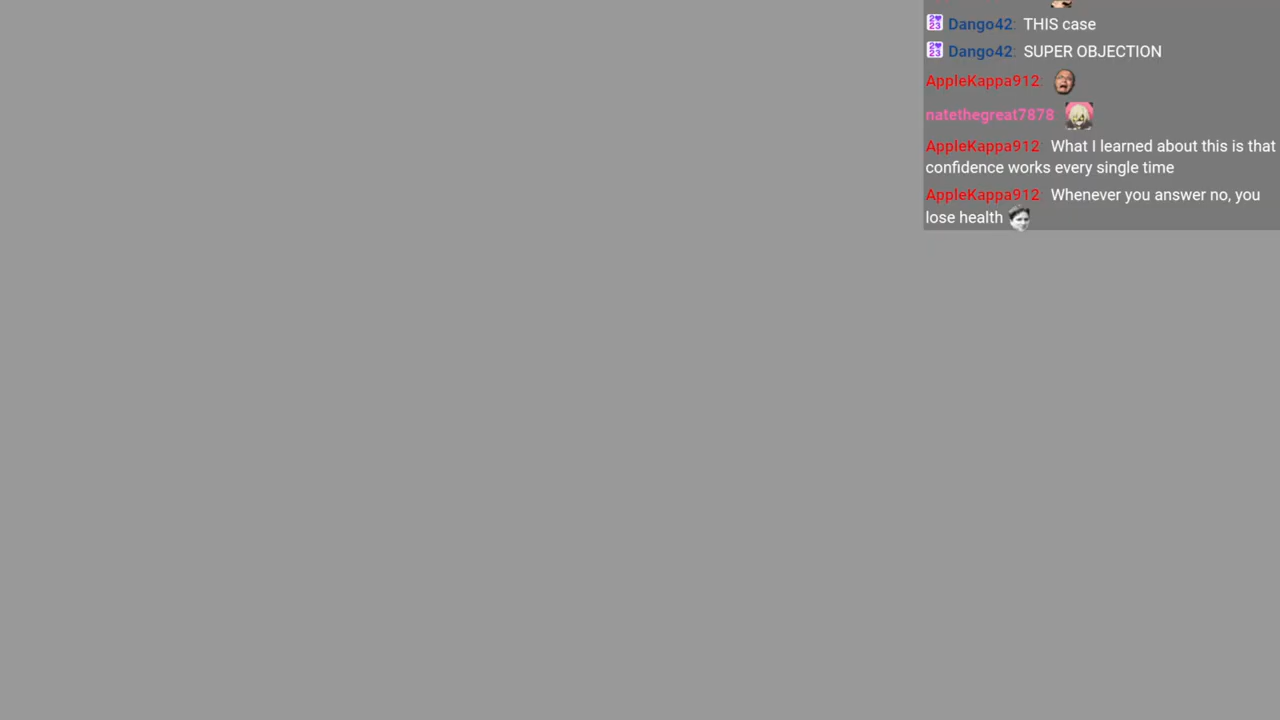 Dango42: THIS case
Dango42: SUPER OBJECTION
AppleKappa912:
natethegreat7878
AppleKappa912: What I learned about this is that
confidence works every single time
AppleKappa912: Whenever you answer no, you
lose health